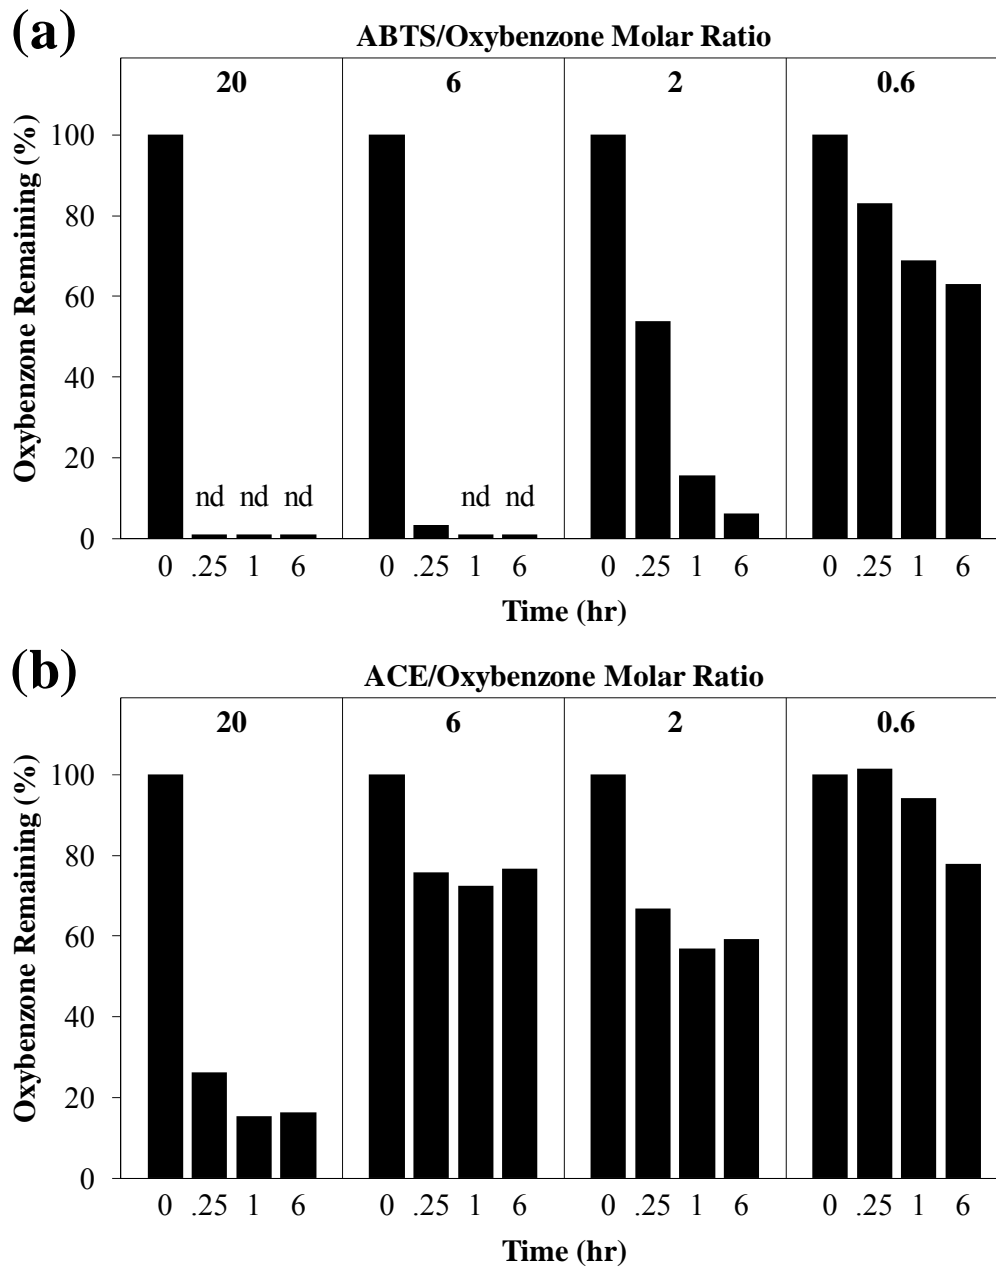 (a)
ABTS/Oxybenzone Molar Ratio
20 6 2 0.6
Oxybenzone Remaining (%)
100
80
60
40
20
0
nd nd nd nd nd
0 .25 1 6 0 .25 1 6 0 .25 1 6 0 .25 1 6
Time (hr)
(b)
ACE/Oxybenzone Molar Ratio
20 6 2 0.6
Oxybenzone Remaining (%)
100
80
60
40
20
0
0 .25 1 6 0 .25 1 6 0 .25 1 6 0 .25 1 6
Time (hr)